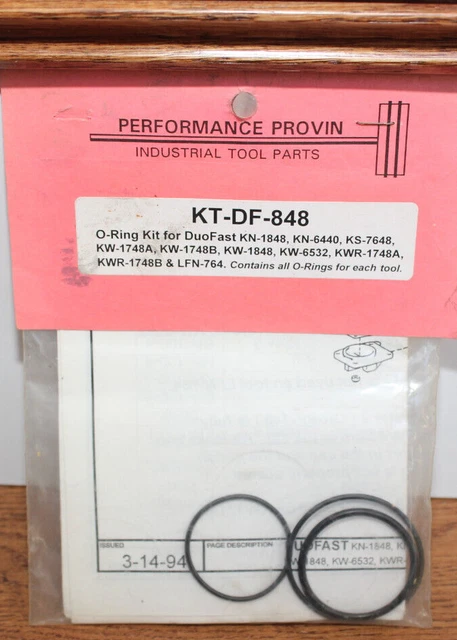 PERFORMANCE PROVIN
INDUSTRIAL TOOL PARTS
KT-DF-848
O-Ring Kit for DuoFast KN-1848, KN-6440, KS-7648,
KW-1748A, KW-1748B, KW-1848, KW-6532, KWR-1748A,
KWR-1748B & LFN-764. Contains all O-Rings for each tool.
ISSUED
3-14-94
PAGE DESCRIPTION
UOFAST KN-1848, K
W-1848, KW-6532, KWR-